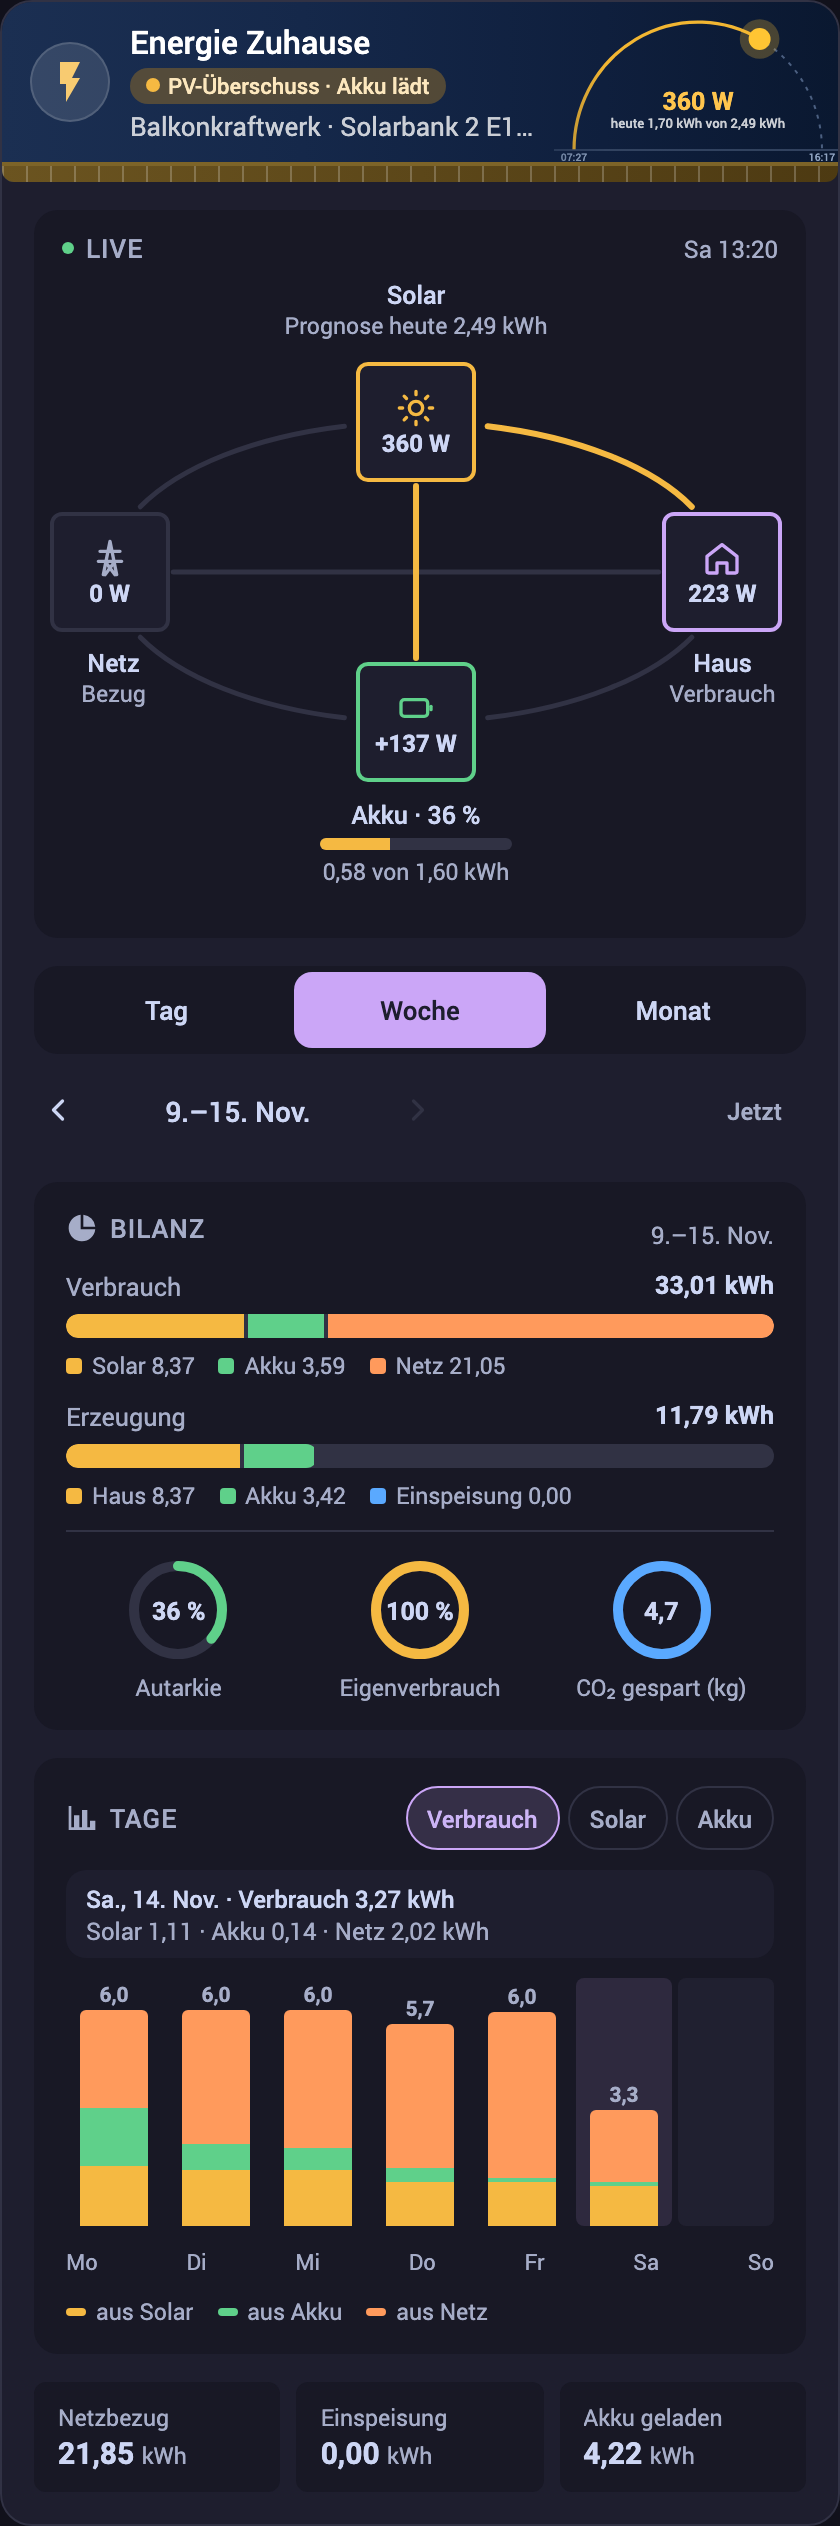 Energie Zuhause
PV-Überschuss · Akku lädt
Balkonkraftwerk · Solarbank 2 E1…
360 W
heute 1,70 kWh von 2,49 kWh
07:27
16:17
LIVE
Sa 13:20
Solar
Prognose heute 2,49 kWh
360 W
0 W
223 W
Netz
Bezug
Haus
Verbrauch
+137 W
Akku · 36 %
0,58 von 1,60 kWh
Tag
Woche
Monat
9.–15. Nov.
Jetzt
BILANZ
9.–15. Nov.
Verbrauch
33,01 kWh
Solar 8,37
Akku 3,59
Netz 21,05
Erzeugung
11,79 kWh
Haus 8,37
Akku 3,42
Einspeisung 0,00
36 %
100 %
4,7
Autarkie
Eigenverbrauch
CO₂ gespart (kg)
TAGE
Verbrauch
Solar
Akku
Sa., 14. Nov. · Verbrauch 3,27 kWh
Solar 1,11 · Akku 0,14 · Netz 2,02 kWh
6,0
6,0
6,0
5,7
6,0
3,3
Mo
Di
Mi
Do
Fr
Sa
So
aus Solar
aus Akku
aus Netz
Netzbezug
21,85 kWh
Einspeisung
0,00 kWh
Akku geladen
4,22 kWh